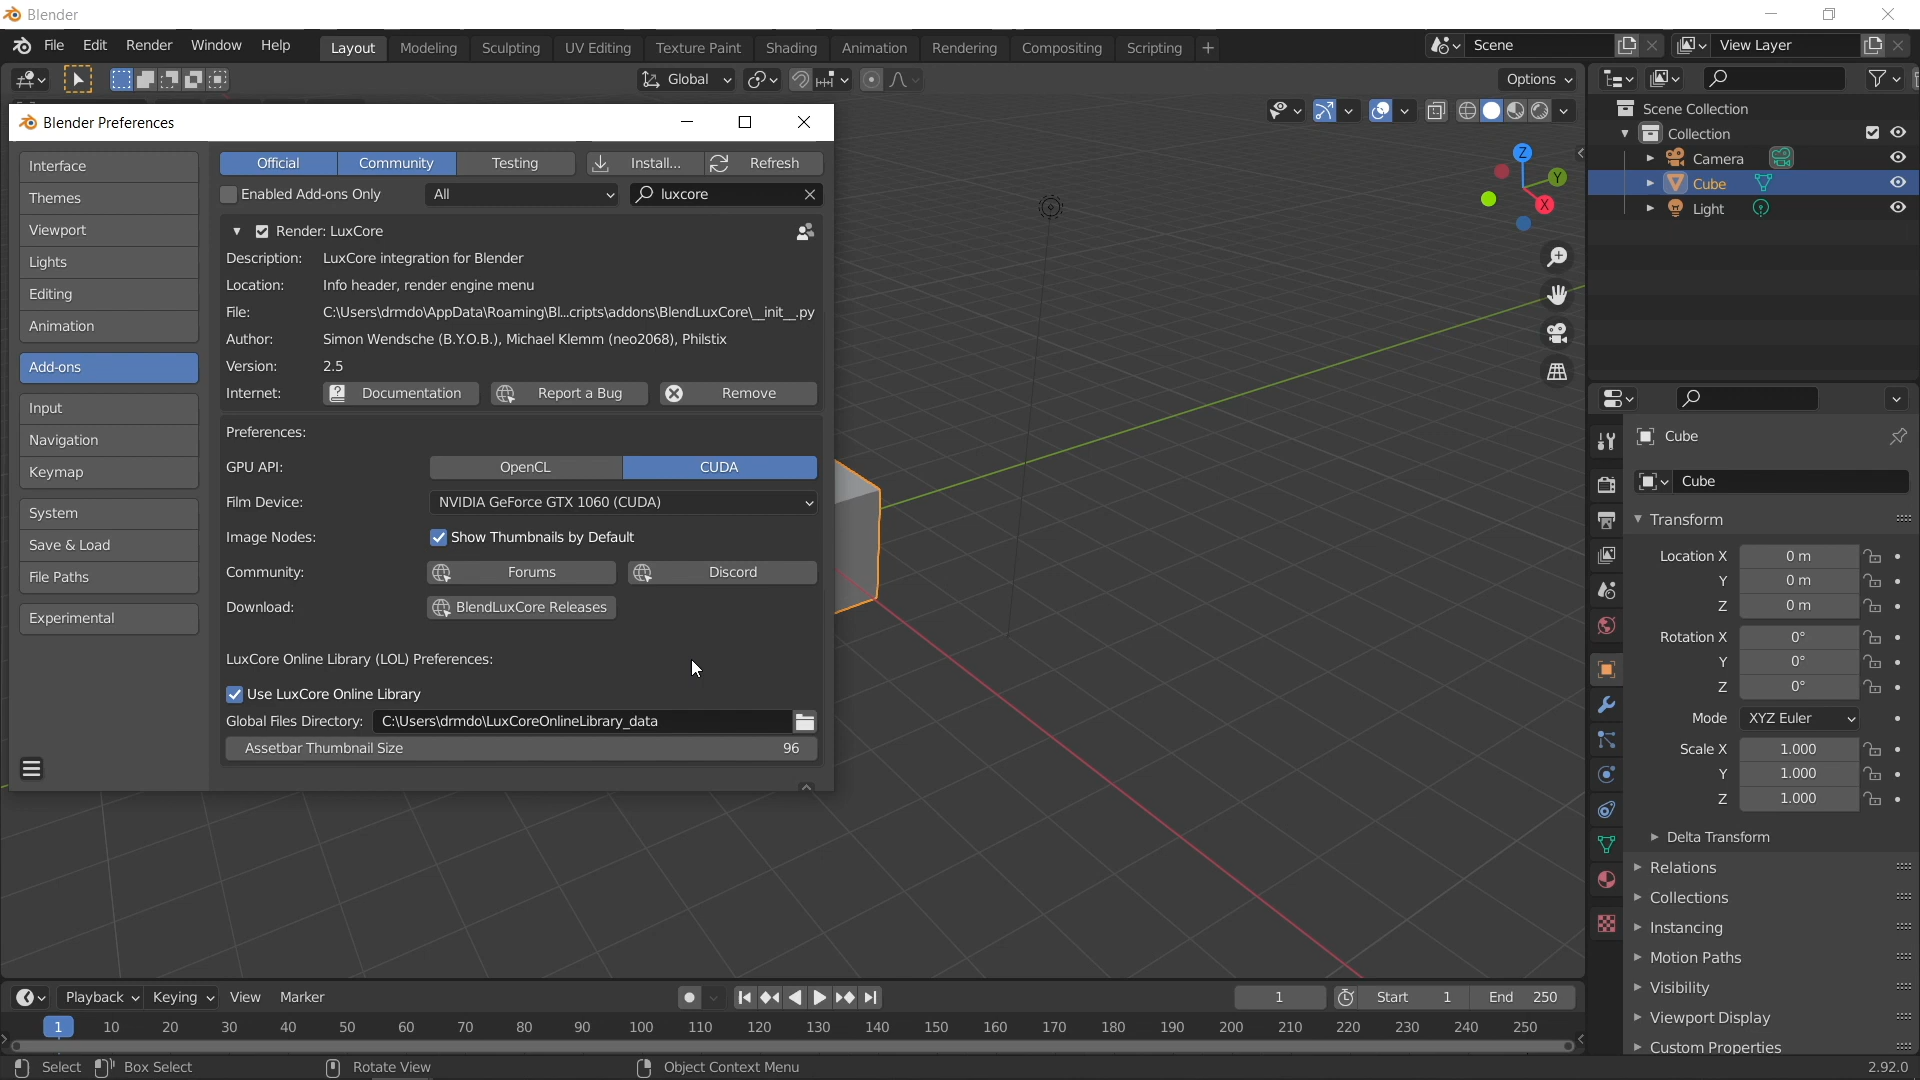 Blender
File Edit Render Window Help Layout Modeling Sculpting UV Editing Texture Paint Shading Animation Rendering Compositing Scripting + Scene View Layer
Global Options
Blender Preferences
Interface
Themes
Viewport
Lights
Editing
Animation
Add-ons
Input
Navigation
Keymap
System
Save & Load
File Paths
Experimental
Official Community Testing Install... Refresh
Enabled Add-ons Only All luxcore
Render: LuxCore
Description: LuxCore integration for Blender
Location: Info header, render engine menu
File: C:\Users\drmdo\AppData\Roaming\Bl...cripts\addons\BlendLuxCore\__init__.py
Author: Simon Wendsche (B.Y.O.B.), Michael Klemm (neo2068), Philstix
Version: 2.5
Internet: Documentation Report a Bug Remove
Preferences:
GPU API: OpenCL CUDA
Film Device: NVIDIA GeForce GTX 1060 (CUDA)
Image Nodes: Show Thumbnails by Default
Community: Forums Discord
Download: BlendLuxCore Releases
LuxCore Online Library (LOL) Preferences:
Use LuxCore Online Library
Global Files Directory: C:\Users\drmdo\LuxCoreOnlineLibrary_data
Assetbar Thumbnail Size 96
Z
Y
X
Scene Collection
Collection
Camera
Cube
Light
Cube
Cube
Transform
Location X 0 m
Y 0 m
Z 0 m
Rotation X 0°
Y 0°
Z 0°
Mode XYZ Euler
Scale X 1.000
Y 1.000
Z 1.000
Delta Transform
Relations
Collections
Instancing
Motion Paths
Visibility
Viewport Display
Custom Properties
Playback Keying View Marker 1 Start 1 End 250
1 10 20 30 40 50 60 70 80 90 100 110 120 130 140 150 160 170 180 190 200 210 220 230 240 250
Select Box Select Rotate View Object Context Menu 2.92.0